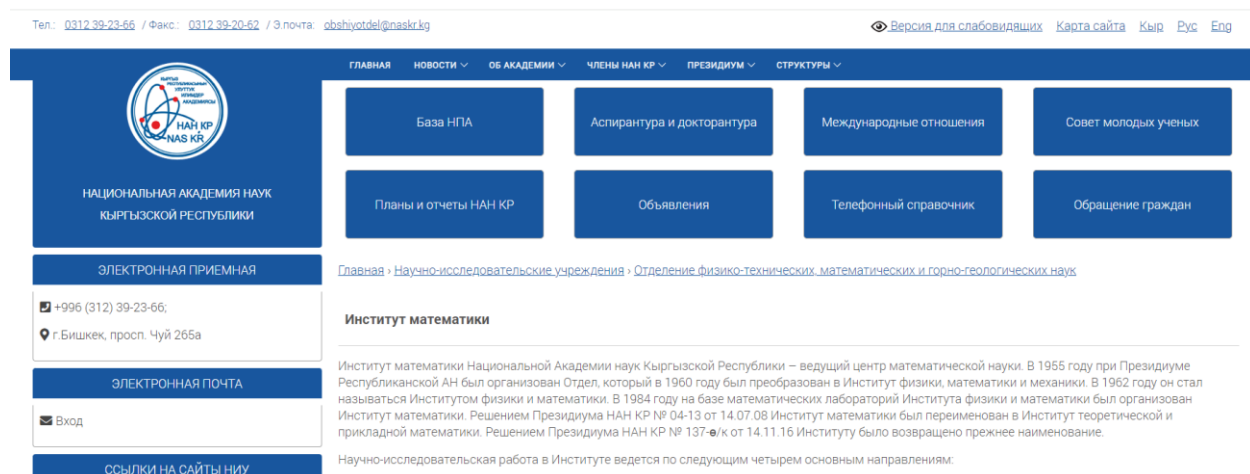 Тел.: 0312 39-23-66 / Факс.: 0312 39-20-62 / Э.почта: obshiyotdel@naskr.kg
Версия для слабовидящих Карта сайта Кыр Рус Eng
ГЛАВНАЯ НОВОСТИ ОБ АКАДЕМИИ ЧЛЕНЫ НАН КР ПРЕЗИДИУМ СТРУКТУРЫ
КЫРГЫЗ
РЕСПУБЛИКАСЫНЫН
УЛУТТУК
ИЛИМДЕР
АКАДЕМИЯСЫ
НАН КР
NAS KR
НАЦИОНАЛЬНАЯ АКАДЕМИЯ НАУК
КЫРГЫЗСКОЙ РЕСПУБЛИКИ
База НПА
Аспирантура и докторантура
Международные отношения
Совет молодых ученых
Планы и отчеты НАН КР
Объявления
Телефонный справочник
Обращение граждан
ЭЛЕКТРОННАЯ ПРИЕМНАЯ
+996 (312) 39-23-66;
г.Бишкек, просп. Чуй 265а
ЭЛЕКТРОННАЯ ПОЧТА
Вход
ССЫЛКИ НА САЙТЫ НИУ
Главная › Научно-исследовательские учреждения › Отделение физико-технических, математических и горно-геологических наук
Институт математики
Институт математики Национальной Академии наук Кыргызской Республики – ведущий центр математической науки. В 1955 году при Президиуме
Республиканской АН был организован Отдел, который в 1960 году был преобразован в Институт физики, математики и механики. В 1962 году он стал
называться Институтом физики и математики. В 1984 году на базе математических лабораторий Института физики и математики был организован
Институт математики. Решением Президиума НАН КР № 04-13 от 14.07.08 Институт математики был переименован в Институт теоретической и
прикладной математики. Решением Президиума НАН КР № 137-ө/к от 14.11.16 Институту было возвращено прежнее наименование.
Научно-исследовательская работа в Институте ведется по следующим четырем основным направлениям: